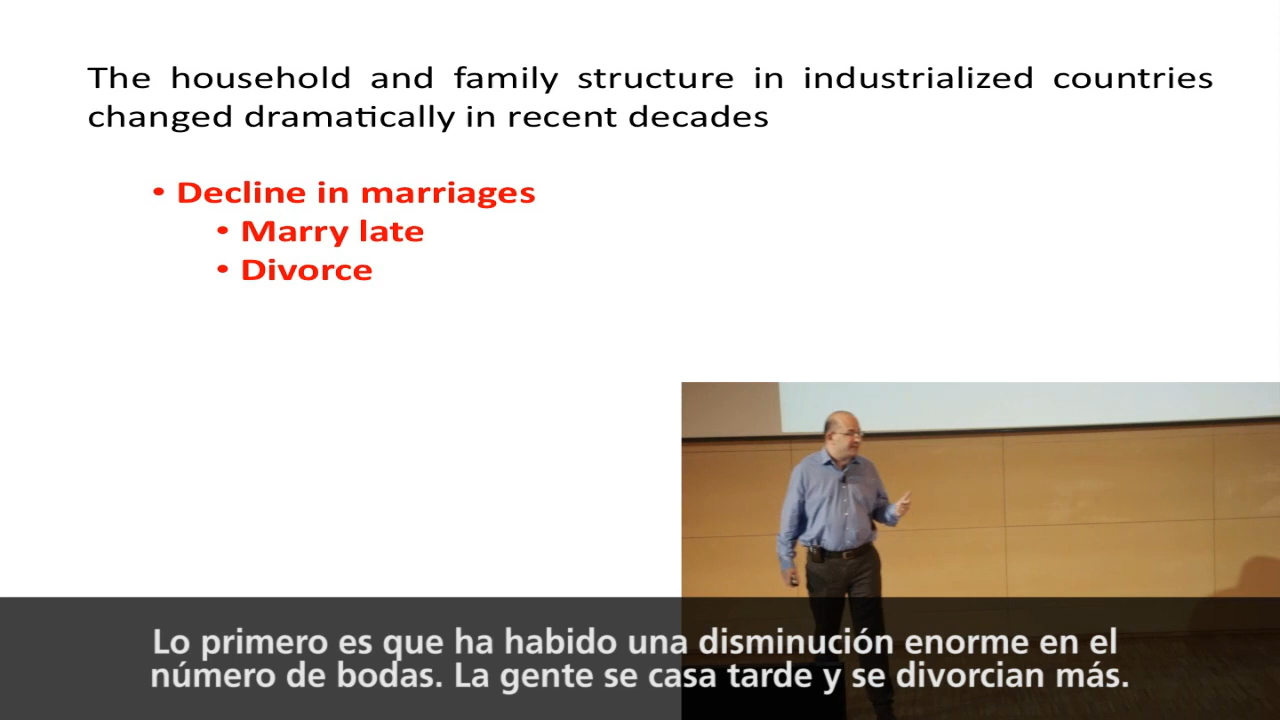 The household and family structure in industrialized countries
changed dramatically in recent decades
• Decline in marriages
• Marry late
• Divorce
Lo primero es que ha habido una disminución enorme en el
número de bodas. La gente se casa tarde y se divorcian más.